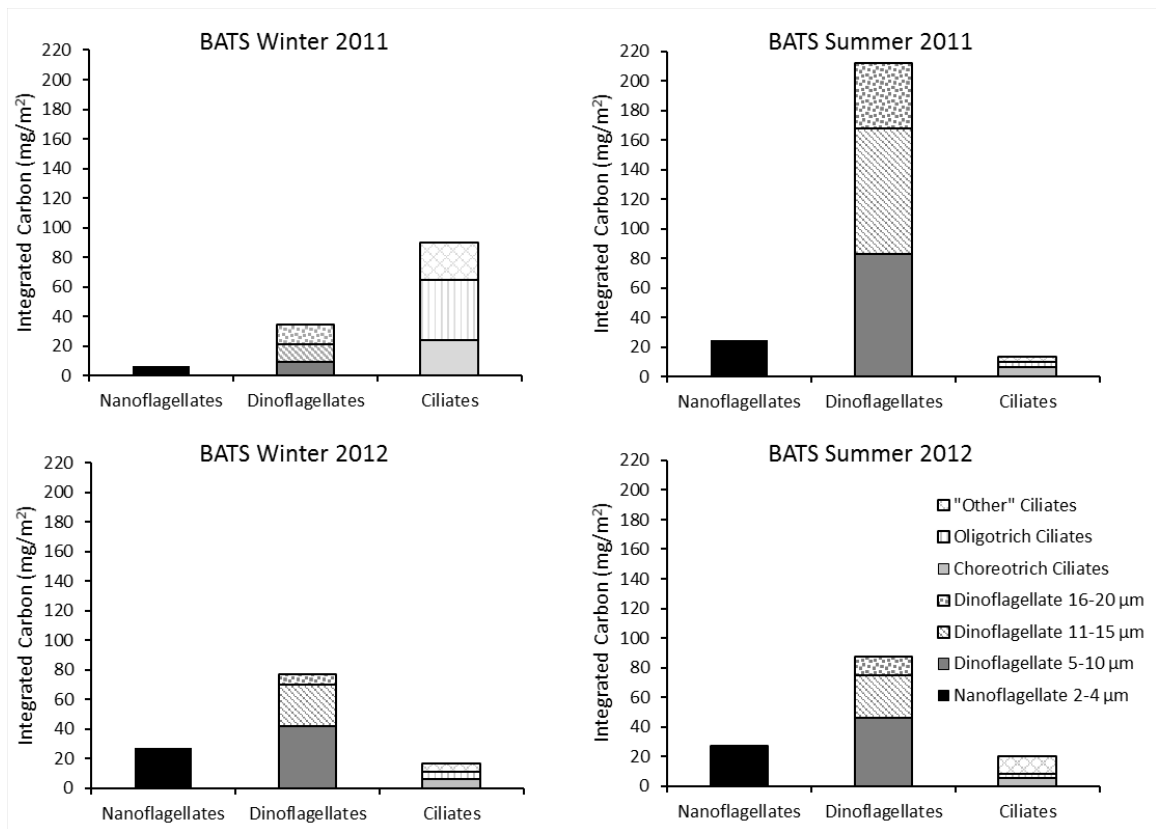 BATS Winter 2011
Integrated Carbon (mg/m²)
220
200
180
160
140
120
100
80
60
40
20
0
Nanoflagellates Dinoflagellates Ciliates
BATS Summer 2011
Integrated Carbon (mg/m²)
220
200
180
160
140
120
100
80
60
40
20
0
Nanoflagellates Dinoflagellates Ciliates
BATS Winter 2012
Integrated Carbon (mg/m²)
220
200
180
160
140
120
100
80
60
40
20
0
Nanoflagellates Dinoflagellates Ciliates
BATS Summer 2012
Integrated Carbon (mg/m²)
220
200
180
160
140
120
100
80
60
40
20
0
Nanoflagellates Dinoflagellates Ciliates
"Other" Ciliates
Oligotrich Ciliates
Choreotrich Ciliates
Dinoflagellate 16-20 µm
Dinoflagellate 11-15 µm
Dinoflagellate 5-10 µm
Nanoflagellate 2-4 µm